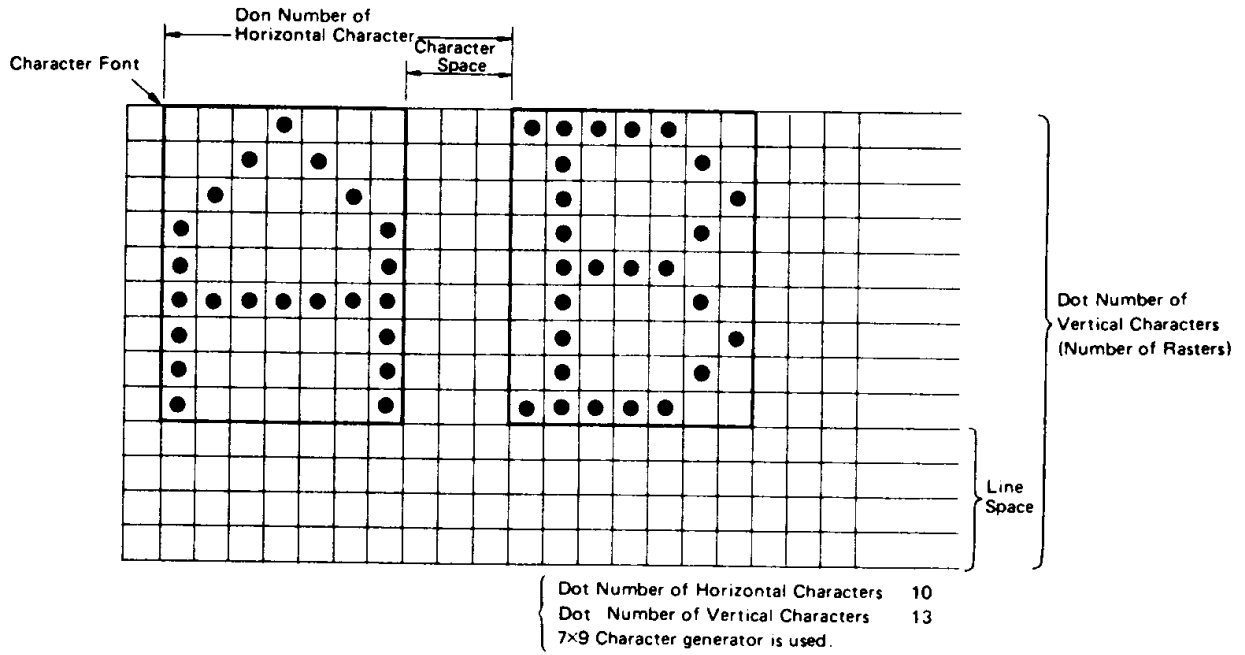 Don Number of
Horizontal Character
Character
Space
Character Font
Dot Number of
Vertical Characters
(Number of Rasters)
Line
Space
Dot Number of Horizontal Characters 10
Dot Number of Vertical Characters 13
7×9 Character generator is used.